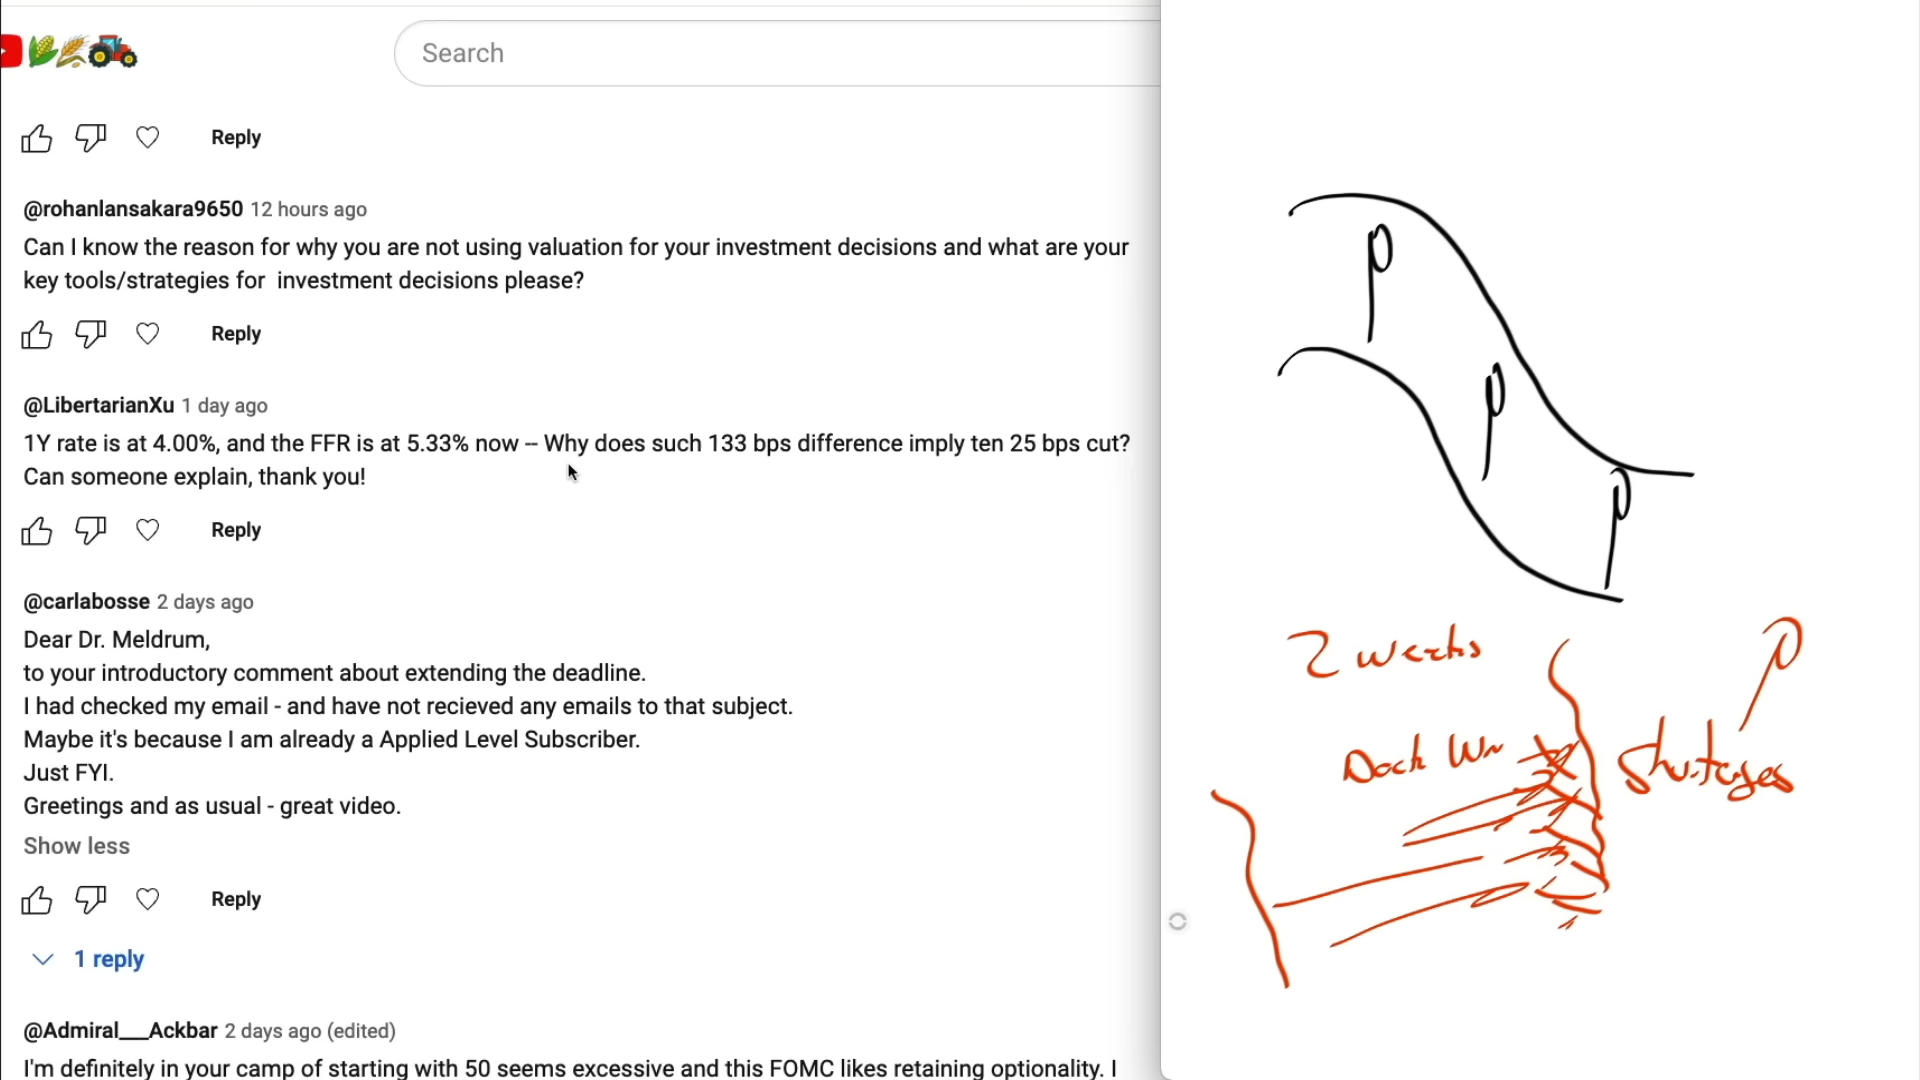 Search
Reply
@rohanlansakara9650 12 hours ago
Can I know the reason for why you are not using valuation for your investment decisions and what are your
key tools/strategies for investment decisions please?
Reply
@LibertarianXu 1 day ago
1Y rate is at 4.00%, and the FFR is at 5.33% now -- Why does such 133 bps difference imply ten 25 bps cut?
Can someone explain, thank you!
Reply
@carlabosse 2 days ago
Dear Dr. Meldrum,
to your introductory comment about extending the deadline.
I had checked my email - and have not recieved any emails to that subject.
Maybe it's because I am already a Applied Level Subscriber.
Just FYI.
Greetings and as usual - great video.
Show less
Reply
1 reply
@Admiral___Ackbar 2 days ago (edited)
I'm definitely in your camp of starting with 50 seems excessive and this FOMC likes retaining optionality. I
p
p
p
2 weeks
Dock